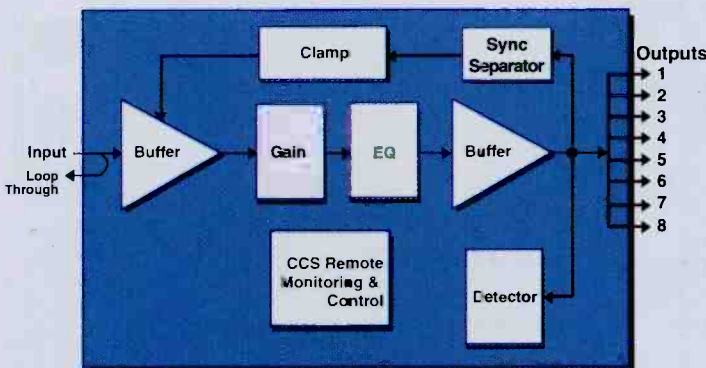 Clamp
Sync
Separator
Outputs
1
2
3
4
5
6
7
8
Input
Loop
Through
Buffer
Gain
EQ
Buffer
CCS Remote
Monitoring &
Control
Detector